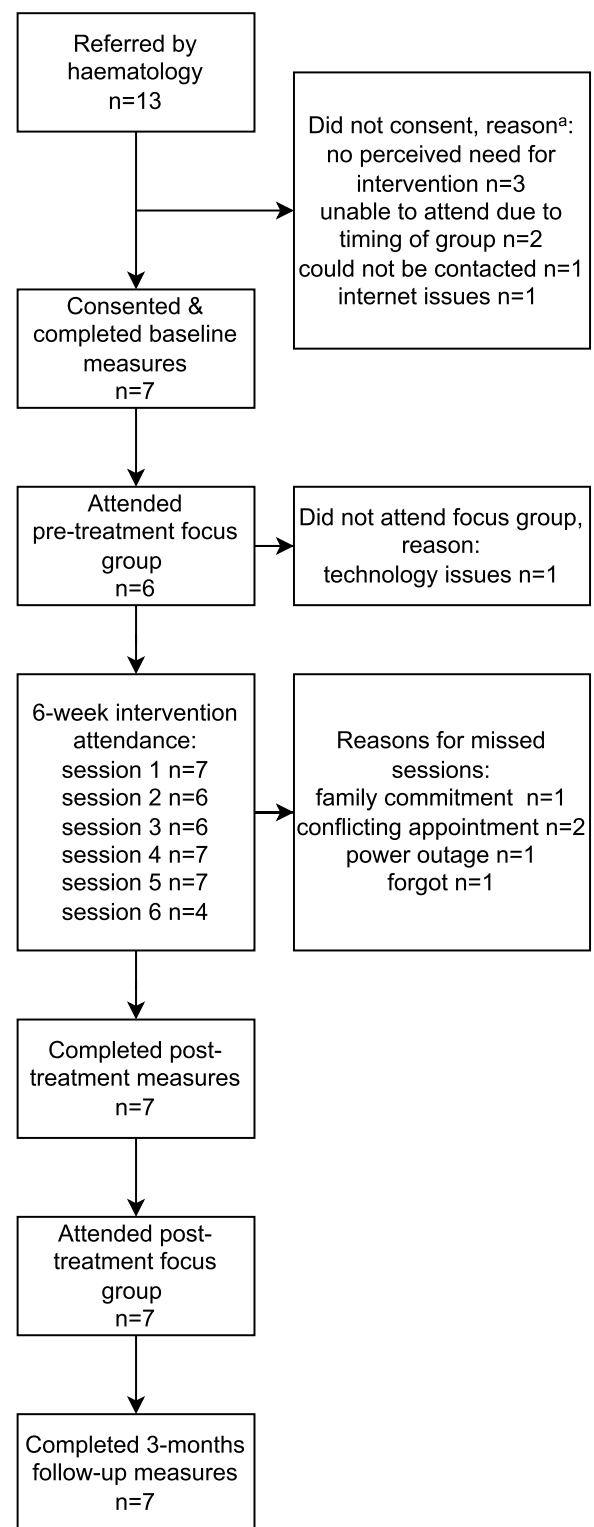 Referred by
haematology
n=13
Did not consent, reasonᵃ:
no perceived need for
intervention n=3
unable to attend due to
timing of group n=2
could not be contacted n=1
internet issues n=1
Consented &
completed baseline
measures
n=7
Attended
pre-treatment focus
group
n=6
Did not attend focus group,
reason:
technology issues n=1
6-week intervention
attendance:
session 1 n=7
session 2 n=6
session 3 n=6
session 4 n=7
session 5 n=7
session 6 n=4
Reasons for missed
sessions:
family commitment n=1
conflicting appointment n=2
power outage n=1
forgot n=1
Completed post-
treatment measures
n=7
Attended post-
treatment focus
group
n=7
Completed 3-months
follow-up measures
n=7